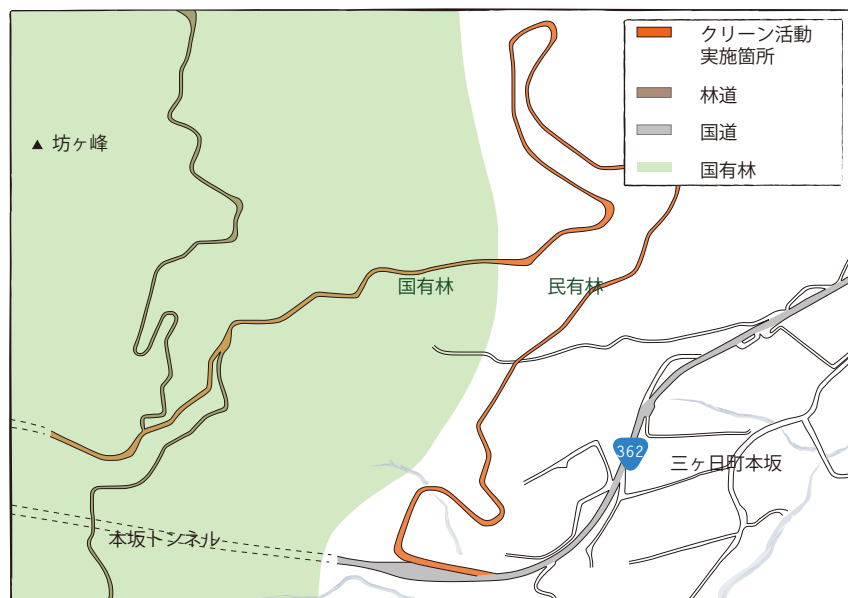 クリーン活動
実施箇所
林道
国道
国有林
▲ 坊ヶ峰
国有林
民有林
362
三ヶ日町本坂
本坂トンネル